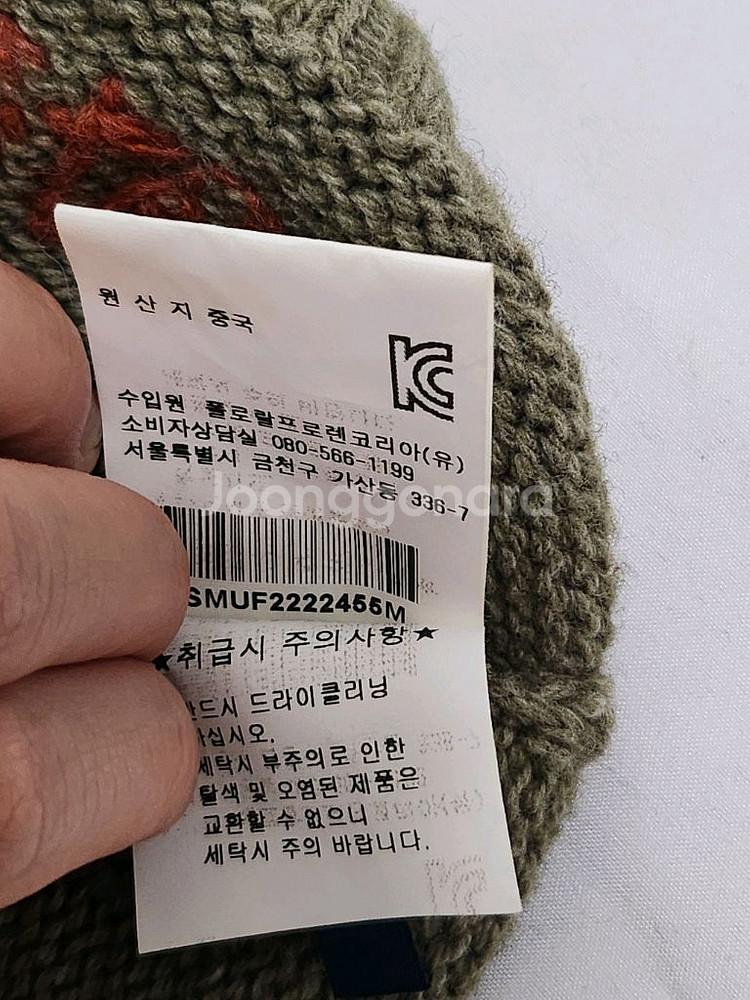 원산지 중국
KC
수입원 폴로랄프로렌코리아(유)
소비자상담실 080-566-1199
서울특별시 금천구 가산동 336-7
Joonggonara
SMUF2222456M
★취급시 주의사항★
드시 드라이클리닝
하십시오.
세탁시 부주의로 인한
탈색 및 오염된 제품은
교환할 수 없으니
세탁시 주의 바랍니다.